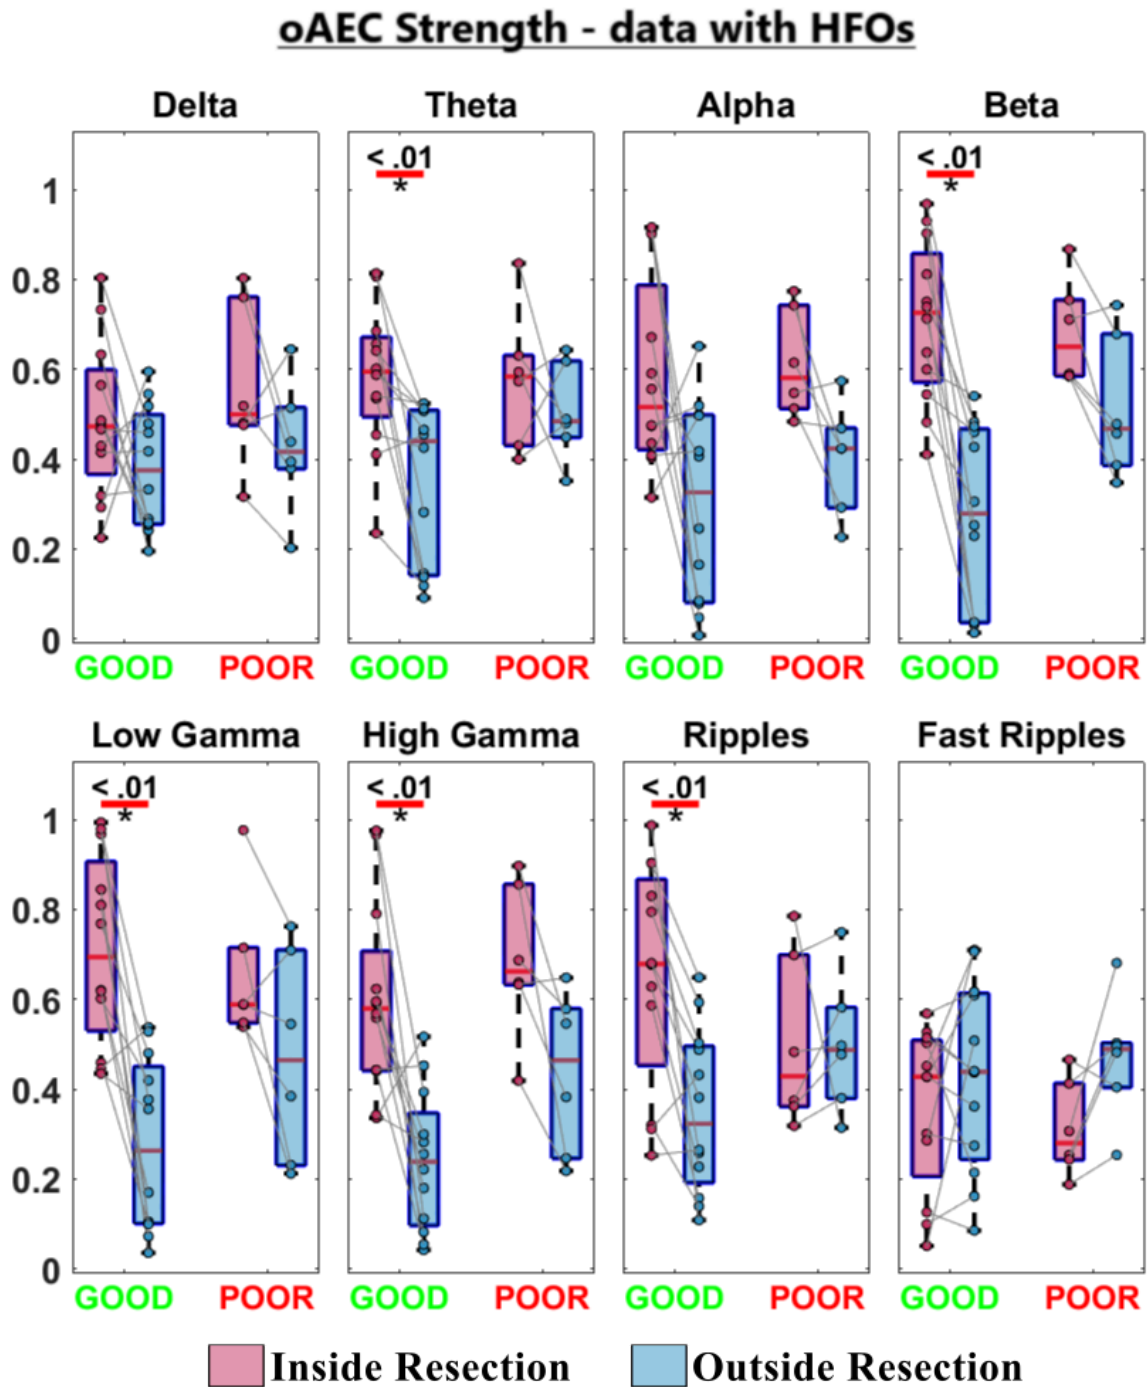 oAEC Strength - data with HFOs
Delta Theta Alpha Beta
< .01 < .01
* *
1
0.8
0.6
0.4
0.2
0
GOOD POOR GOOD POOR GOOD POOR GOOD POOR
Low Gamma High Gamma Ripples Fast Ripples
< .01 < .01 < .01
* * *
1
0.8
0.6
0.4
0.2
0
GOOD POOR GOOD POOR GOOD POOR GOOD POOR
Inside Resection Outside Resection